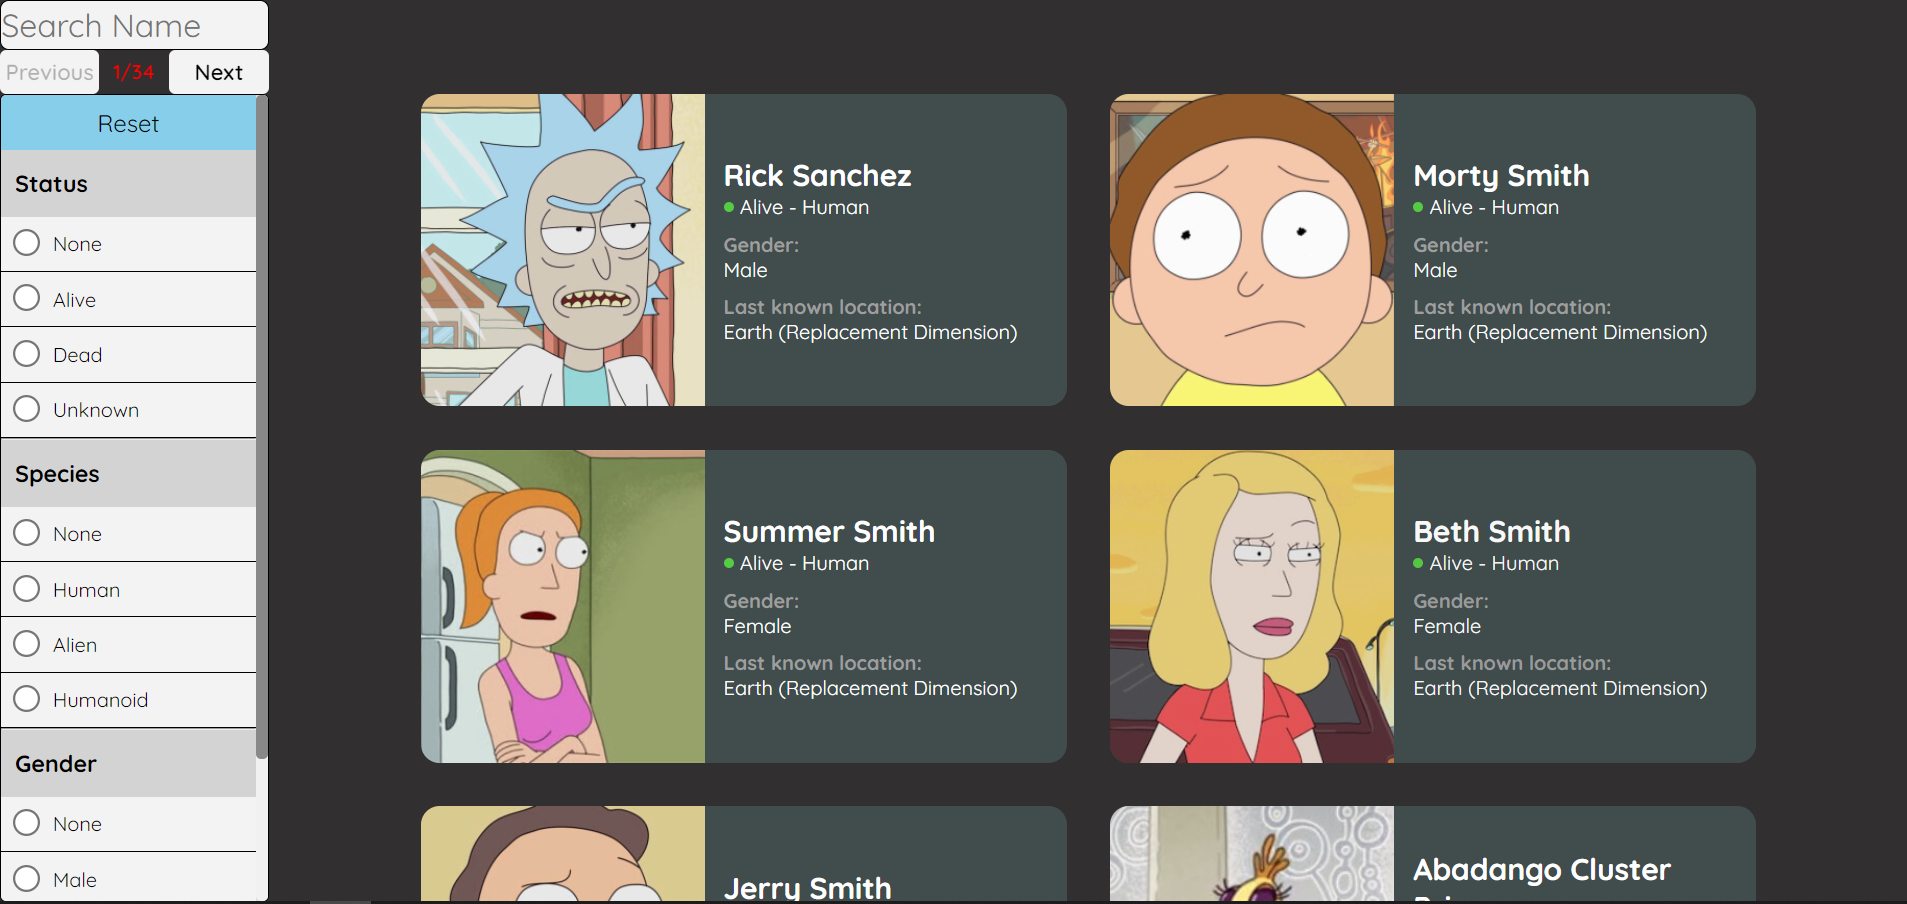 Search Name
Previous 1/34 Next
Reset
Status
None
Alive
Dead
Unknown
Species
None
Human
Alien
Humanoid
Gender
None
Male
Rick Sanchez
Alive - Human
Gender:
Male
Last known location:
Earth (Replacement Dimension)
Morty Smith
Alive - Human
Gender:
Male
Last known location:
Earth (Replacement Dimension)
Summer Smith
Alive - Human
Gender:
Female
Last known location:
Earth (Replacement Dimension)
Beth Smith
Alive - Human
Gender:
Female
Last known location:
Earth (Replacement Dimension)
Jerry Smith
Abadango Cluster